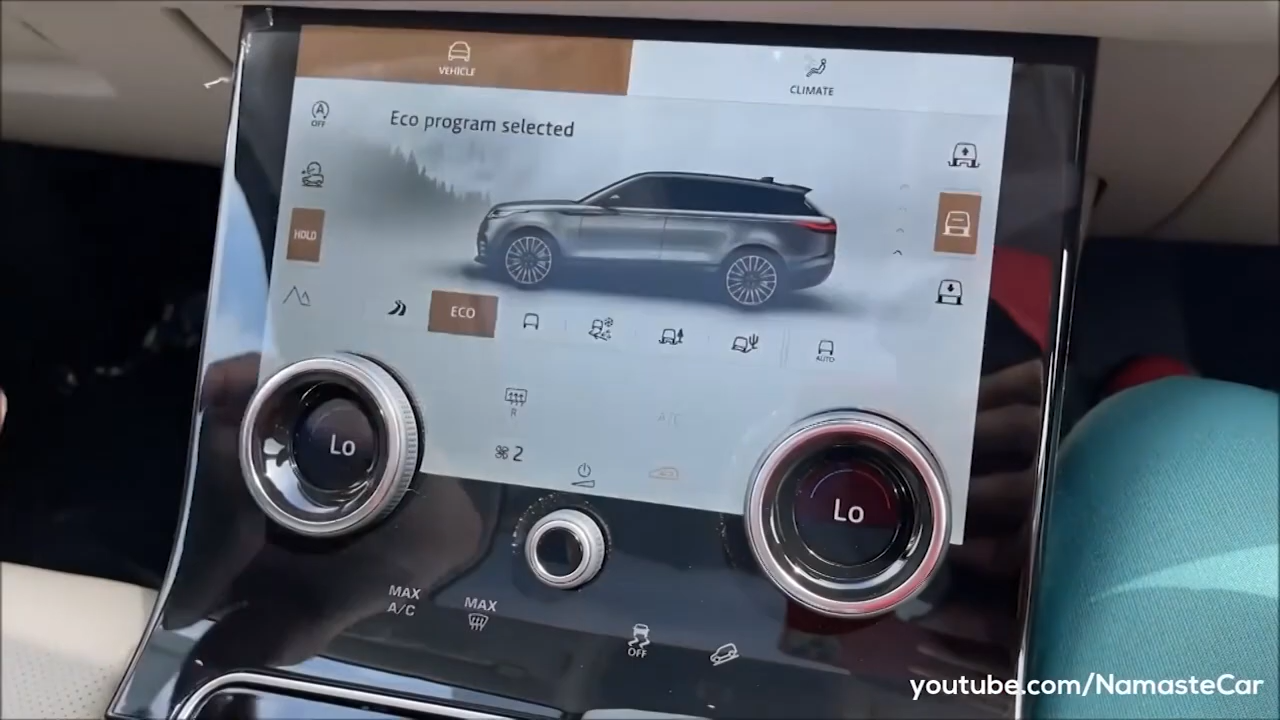 VEHICLE
CLIMATE
A
OFF
Eco program selected
HOLD
ECO
AUTO
R
A/C
2
Lo
Lo
MAX
A/C
MAX
OFF
youtube.com/NamasteCar